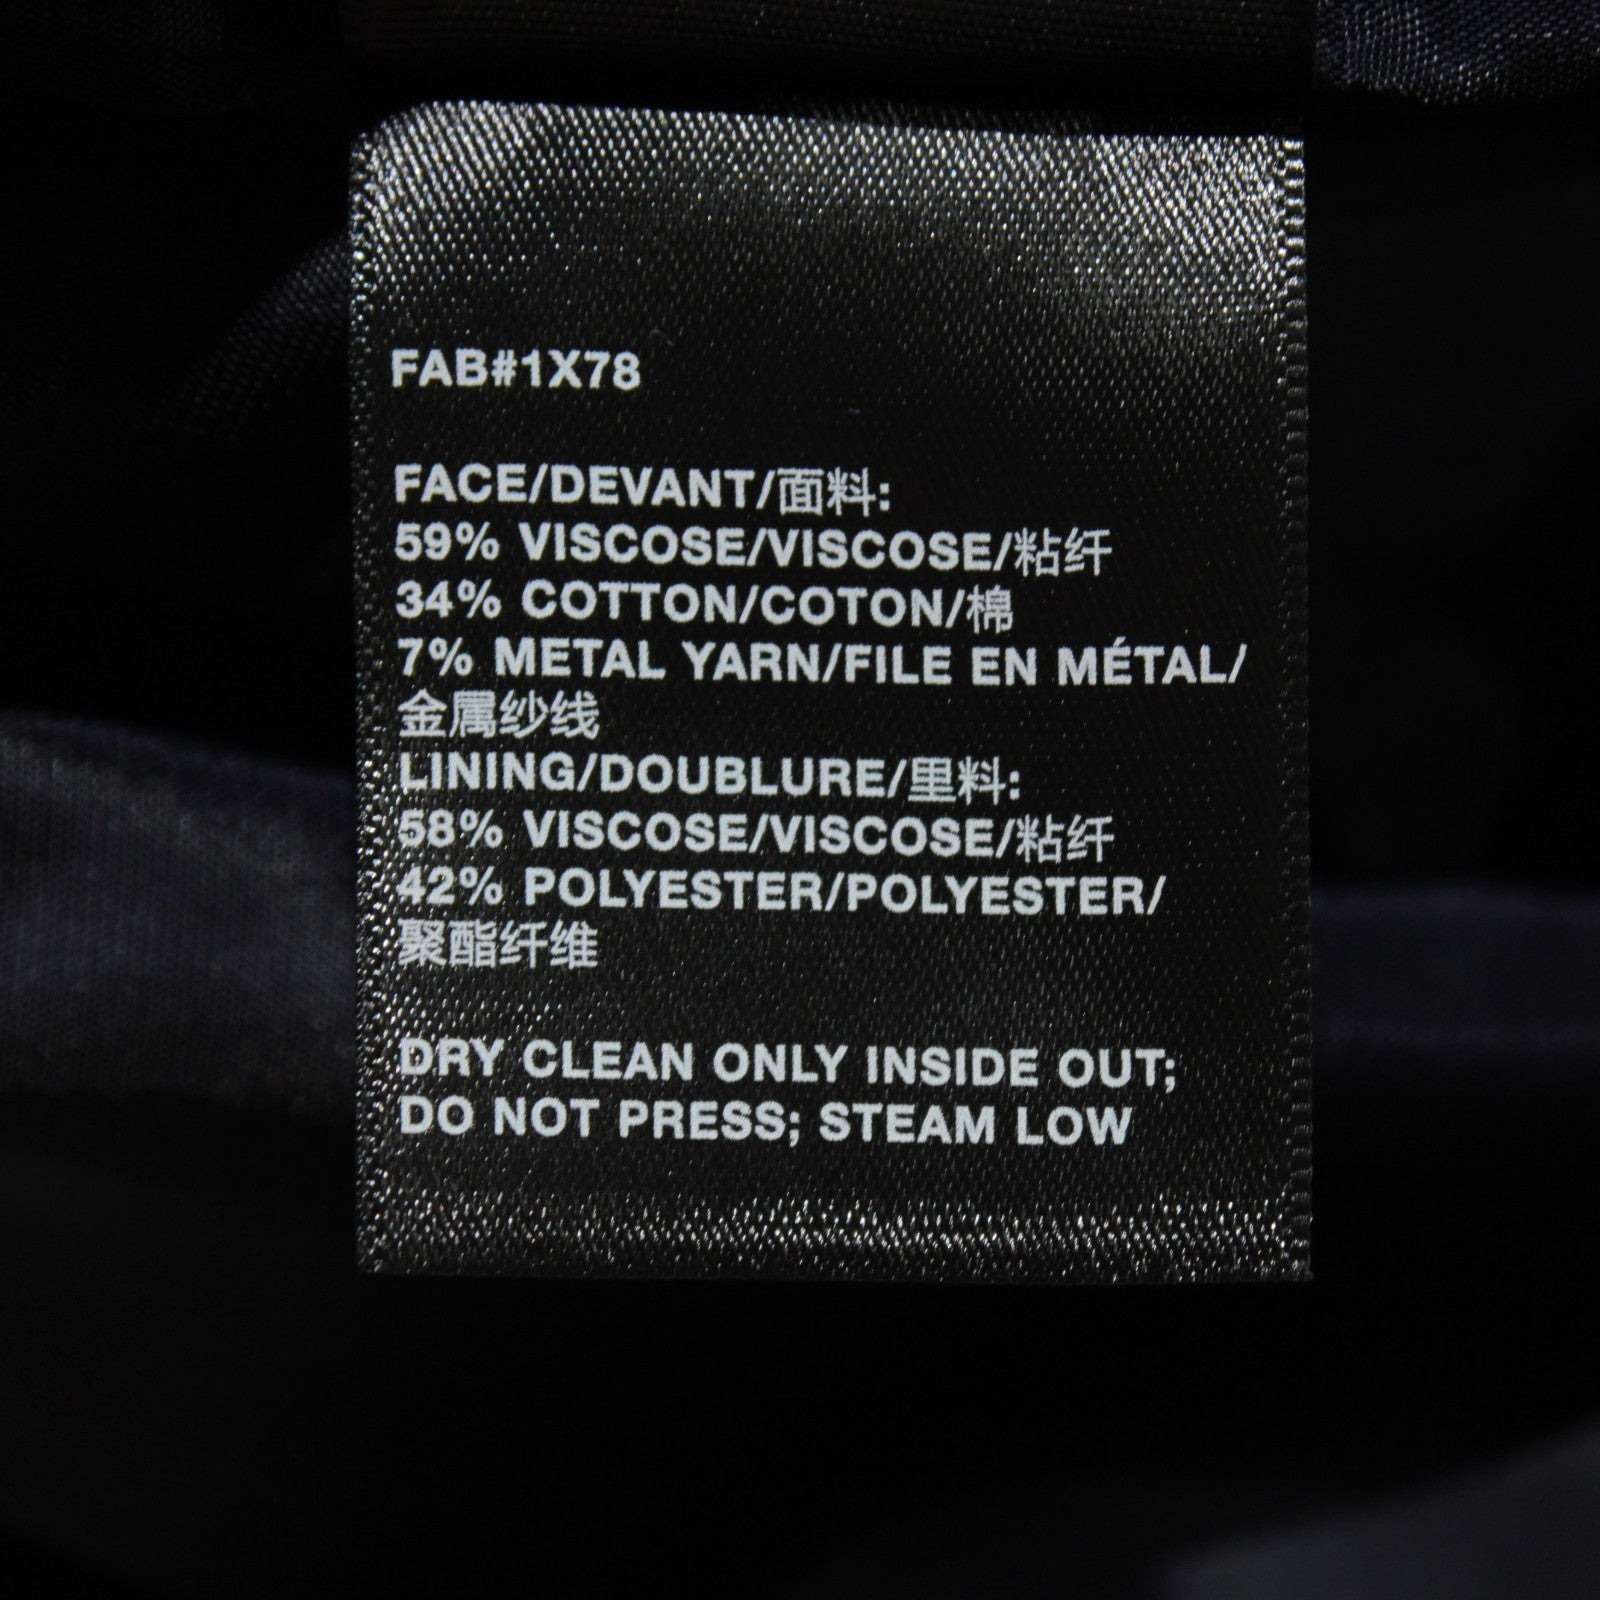 FAB#1X78
FACE/DEVANT/面料:
59% VISCOSE/VISCOSE/粘纤
34% COTTON/COTON/棉
7% METAL YARN/FILE EN MÉTAL/
金属纱线
LINING/DOUBLURE/里料:
58% VISCOSE/VISCOSE/粘纤
42% POLYESTER/POLYESTER/
聚酯纤维
DRY CLEAN ONLY INSIDE OUT;
DO NOT PRESS; STEAM LOW